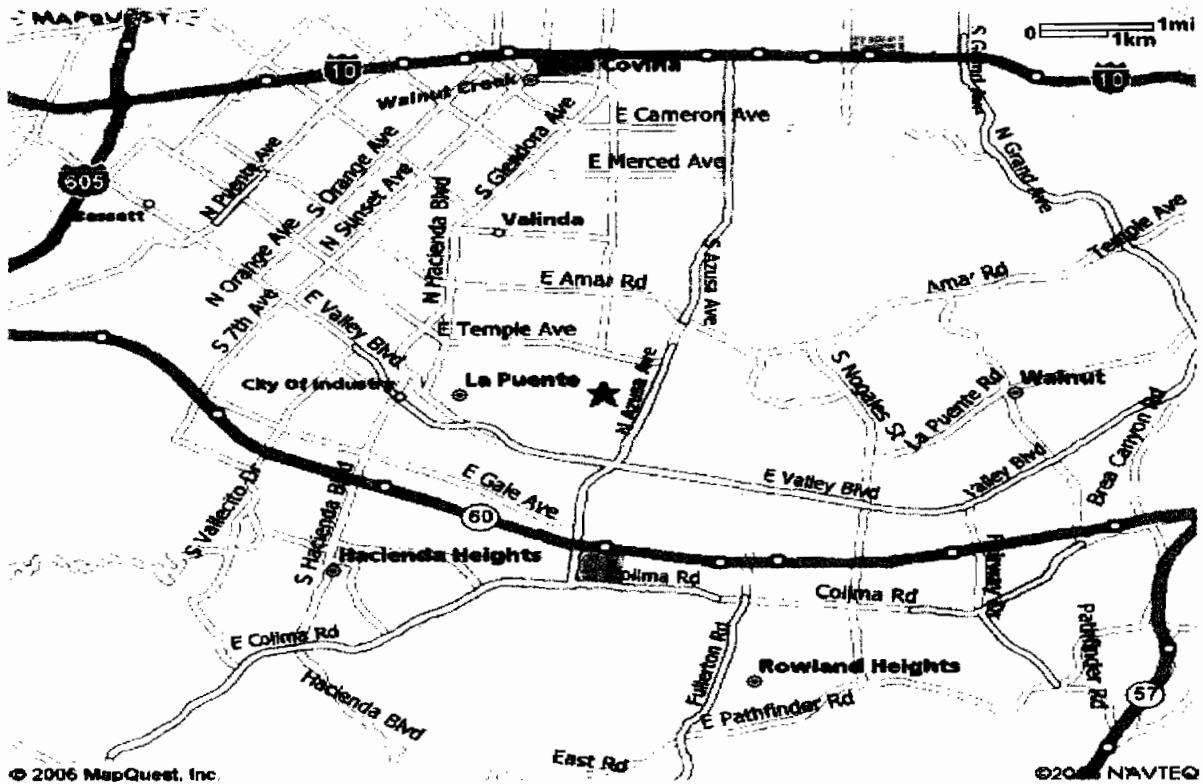 MAPQUEST
0 1mi
1km
10
10
605
Covina
Walnut Creek
S Grand Ave
E Cameron Ave
N Grand Ave
S Glendora Ave
S Orange Ave
N Puente Ave
E Merced Ave
N Sunset Ave
Bassett
Valinda
Temple Ave
N Hacienda Blvd
N Orange Ave
S Azusa Ave
E Amar Rd
Amar Rd
E Valley Blvd
S 7th Ave
E Temple Ave
City Of Industry
La Puente
N Azusa Ave
S Nogales St
La Puente Rd
Walnut
Brea Canyon Rd
E Valley Blvd
Valley Blvd
E Gale Ave
S Vallecito Dr
S Hacienda Blvd
60
Hacienda Heights
Colima Rd
Colima Rd
Fairway Dr
E Colima Rd
Pathfinder Rd
Fullerton Rd
Rowland Heights
57
Hacienda Blvd
E Pathfinder Rd
East Rd
© 2006 MapQuest, Inc.
NAVTEQ